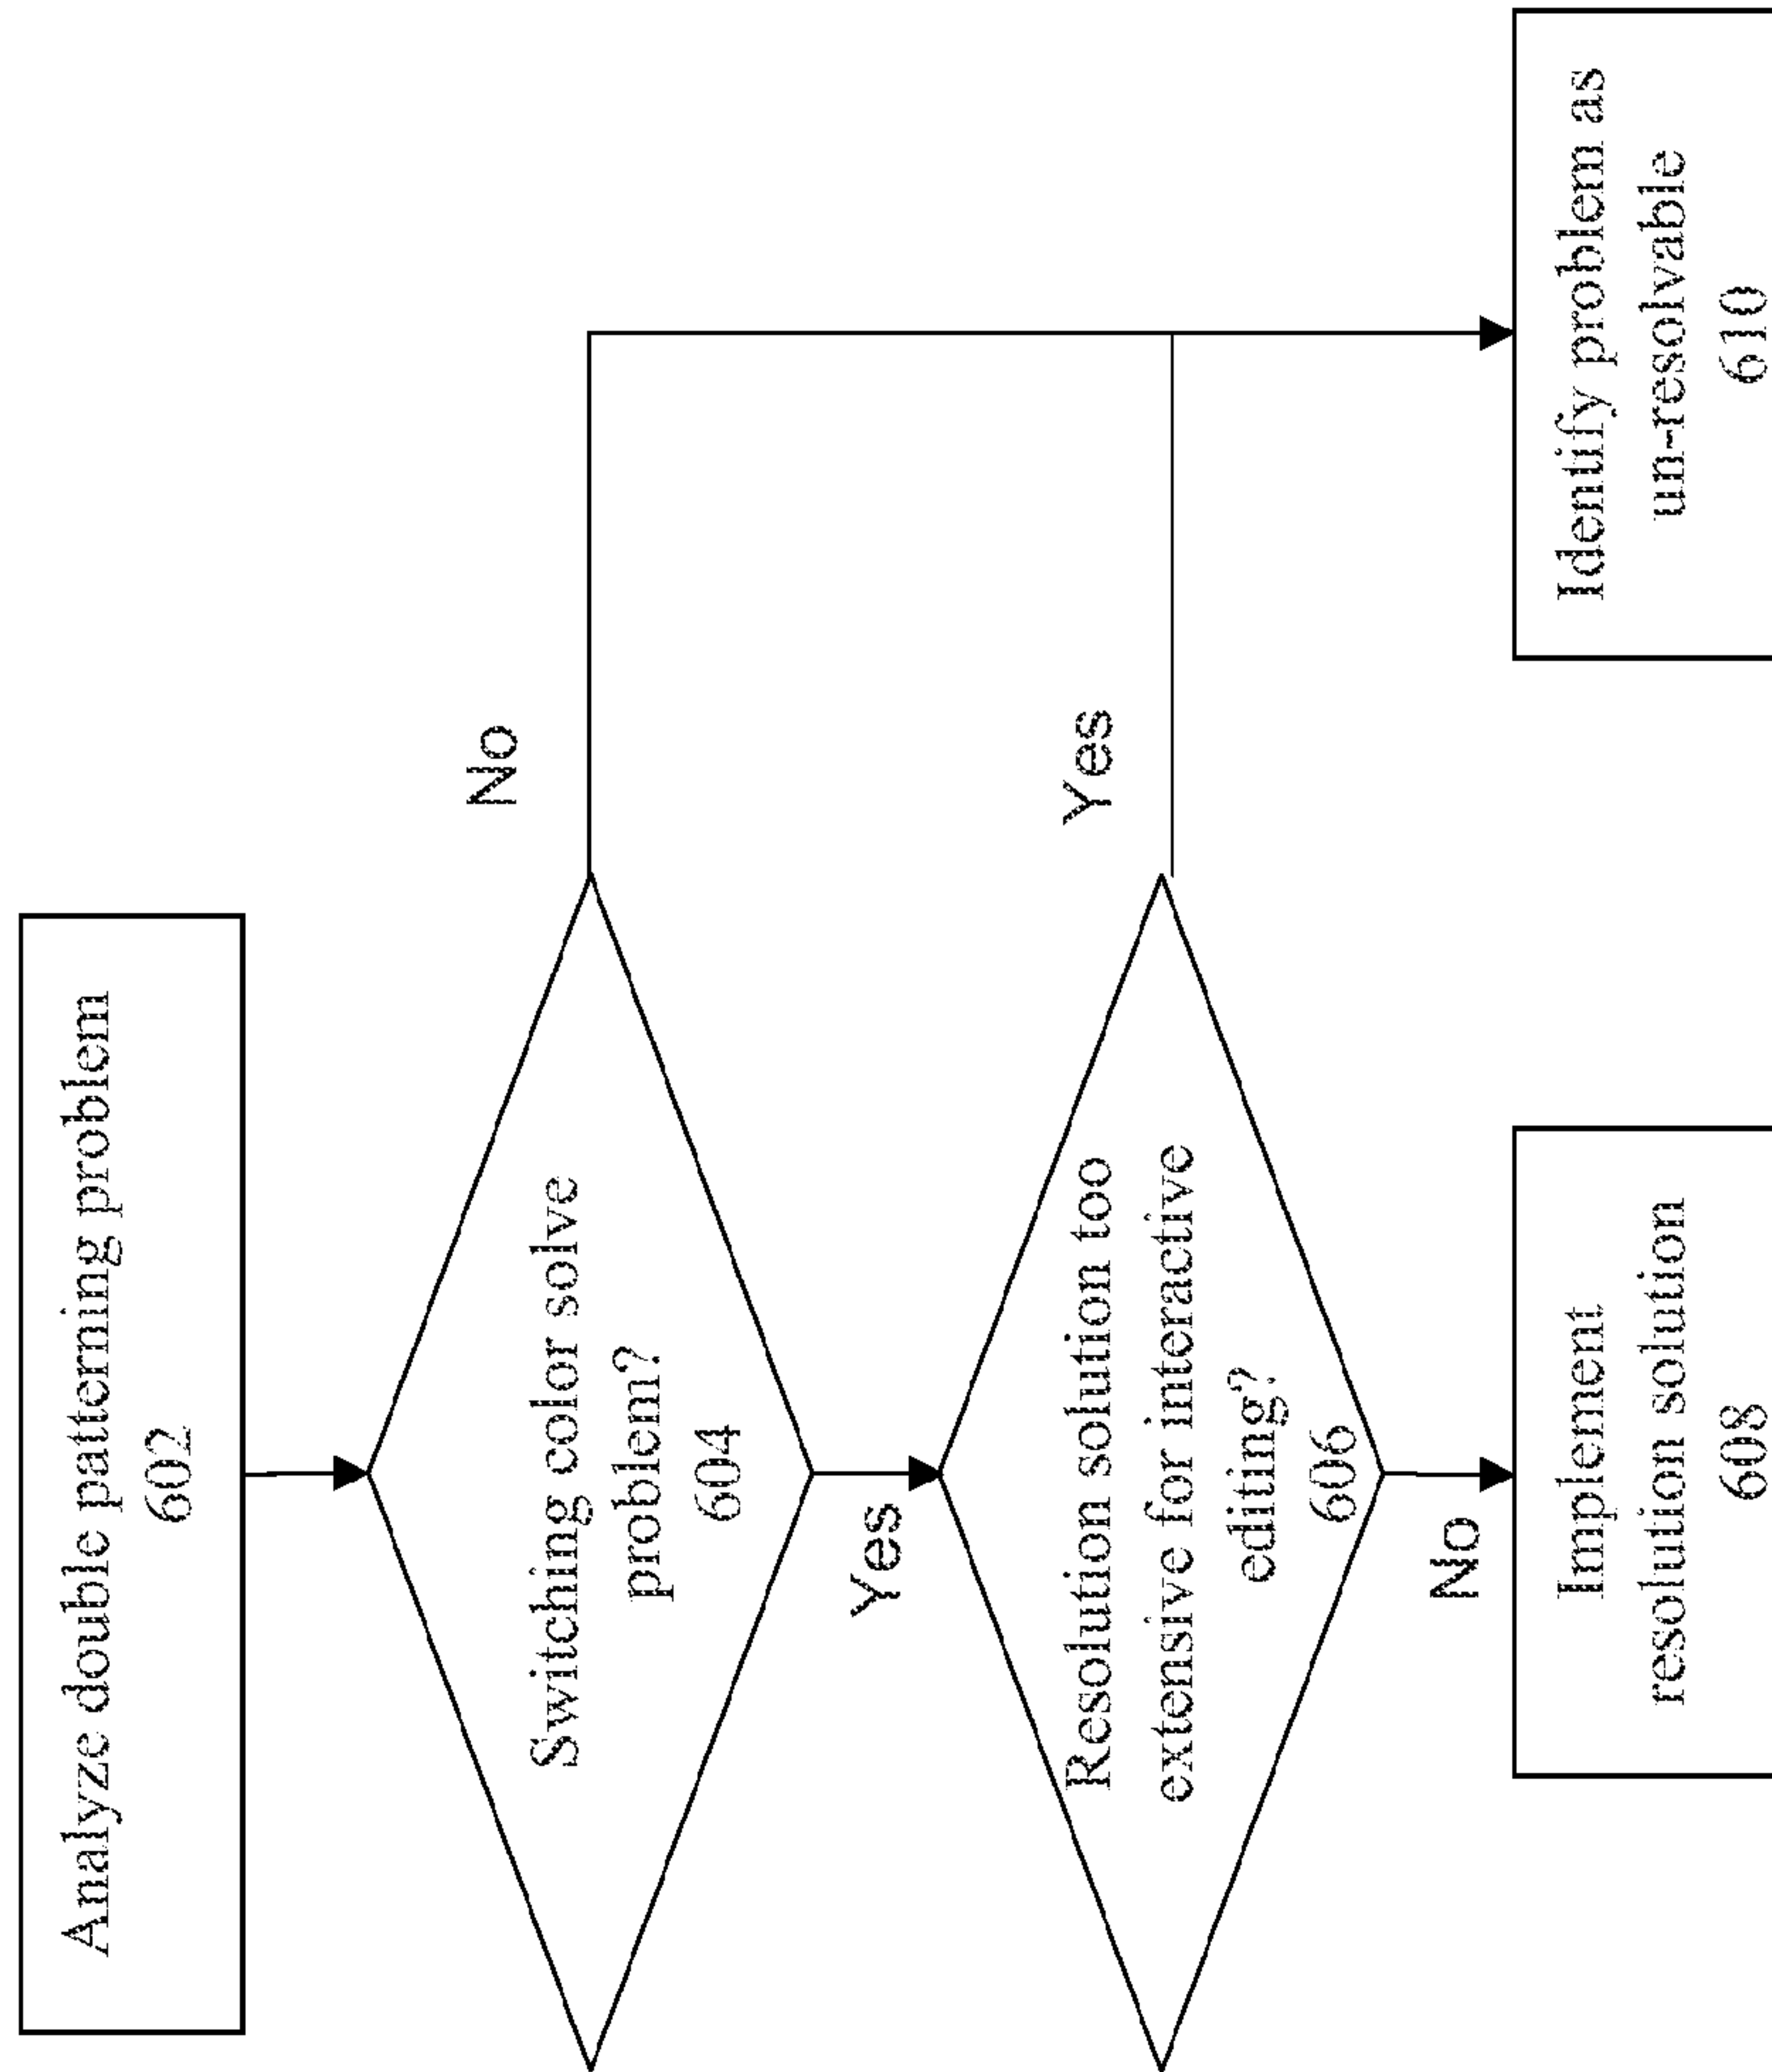 Analyze double patterning problem
602
Switching color solve
problem?
604
No
Yes
Resolution solution too
extensive for interactive
editing?
606
Yes
No
Implement
resolution solution
608
Identify problem as
un-resolvable
610